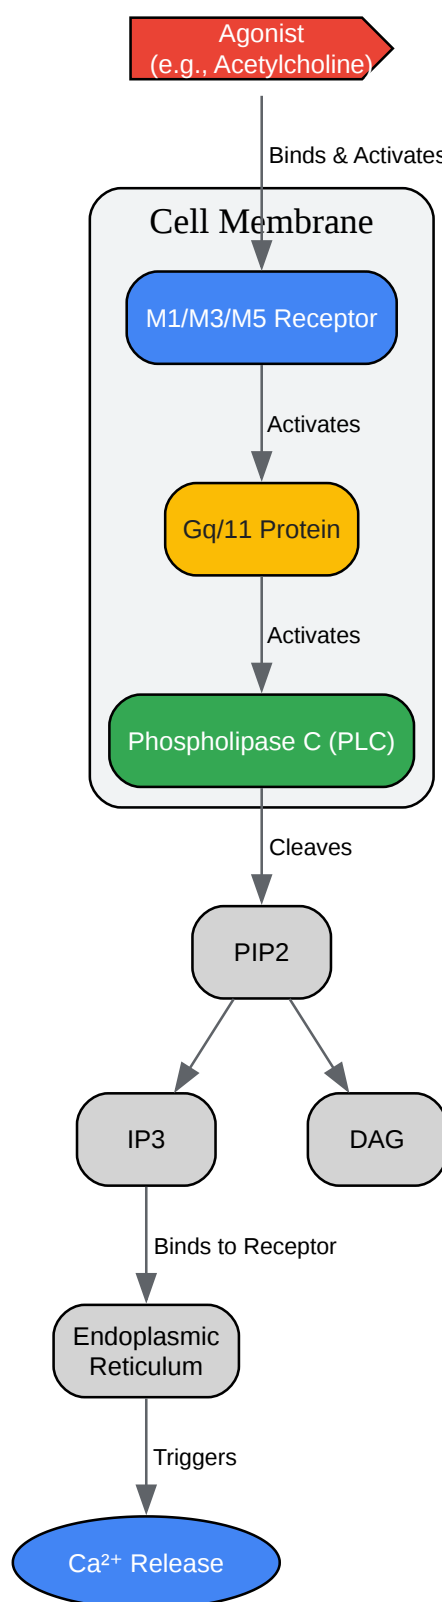 Agonist
(e.g., Acetylcholine)
Binds & Activates
Cell Membrane
M1/M3/M5 Receptor
Activates
Gq/11 Protein
Activates
Phospholipase C (PLC)
Cleaves
PIP2
IP3
DAG
Binds to Receptor
Endoplasmic
Reticulum
Triggers
Ca²⁺ Release